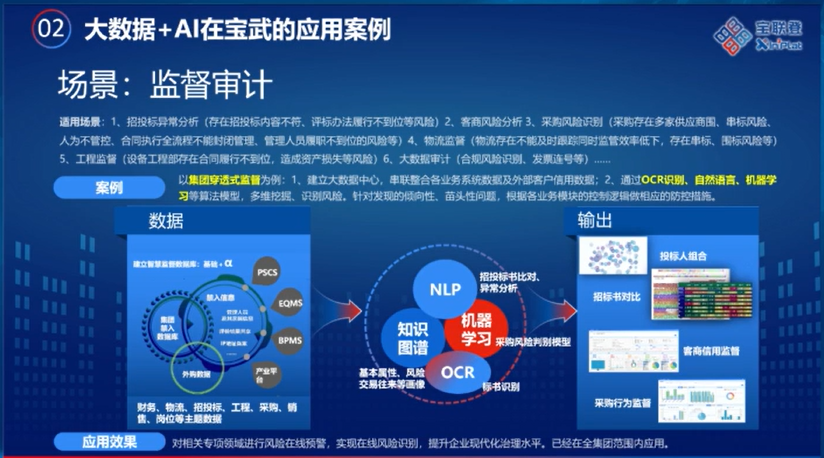 02
大数据+AI在宝武的应用案例
宝联登
XinPlat
场景：监督审计
适用场景：1、招投标异常分析（存在招投标内容不符、评标办法履行不到位等风险）2、客商风险分析 3、采购风险识别（采购存在多家供应商围、串标风险、
人为不管控、合同执行全流程不能封闭管理、管理人员履职不到位的风险等）4、物流监督（物流存在不能及时跟踪同时监管效率低下，存在串标、围标风险等）
5、工程监督（设备工程部存在合同履行不到位，造成资产损失等风险）6、大数据审计（合规风险识别、发票连号等）......
案例
以集团穿透式监督为例：1、建立大数据中心，串联整合各业务系统数据及外部客户信用数据；2、通过OCR识别、自然语言、机器学
习等算法模型，多维挖掘、识别风险。针对发现的倾向性、苗头性问题，根据各业务模块的控制逻辑做相应的防控措施。
数据
建立智慧监督数据库：基础+α
PSCS
EQMS
BPMS
产业平
台
禁入信息
集团
禁入
数据库
外购数据
财务、物流、招投标、工程、采购、销
售、岗位等主题数据
NLP
招投标书比对、
异常分析
知识
图谱
机器
学习
采购风险判别模型
基本属性、风险
交易往来等画像
OCR
标书识别
输出
投标人组合
招标书对比
客商信用监督
采购行为监督
应用效果
对相关专项领域进行风险在线预警，实现在线风险识别，提升企业现代化治理水平。已经在全集团范围内应用。